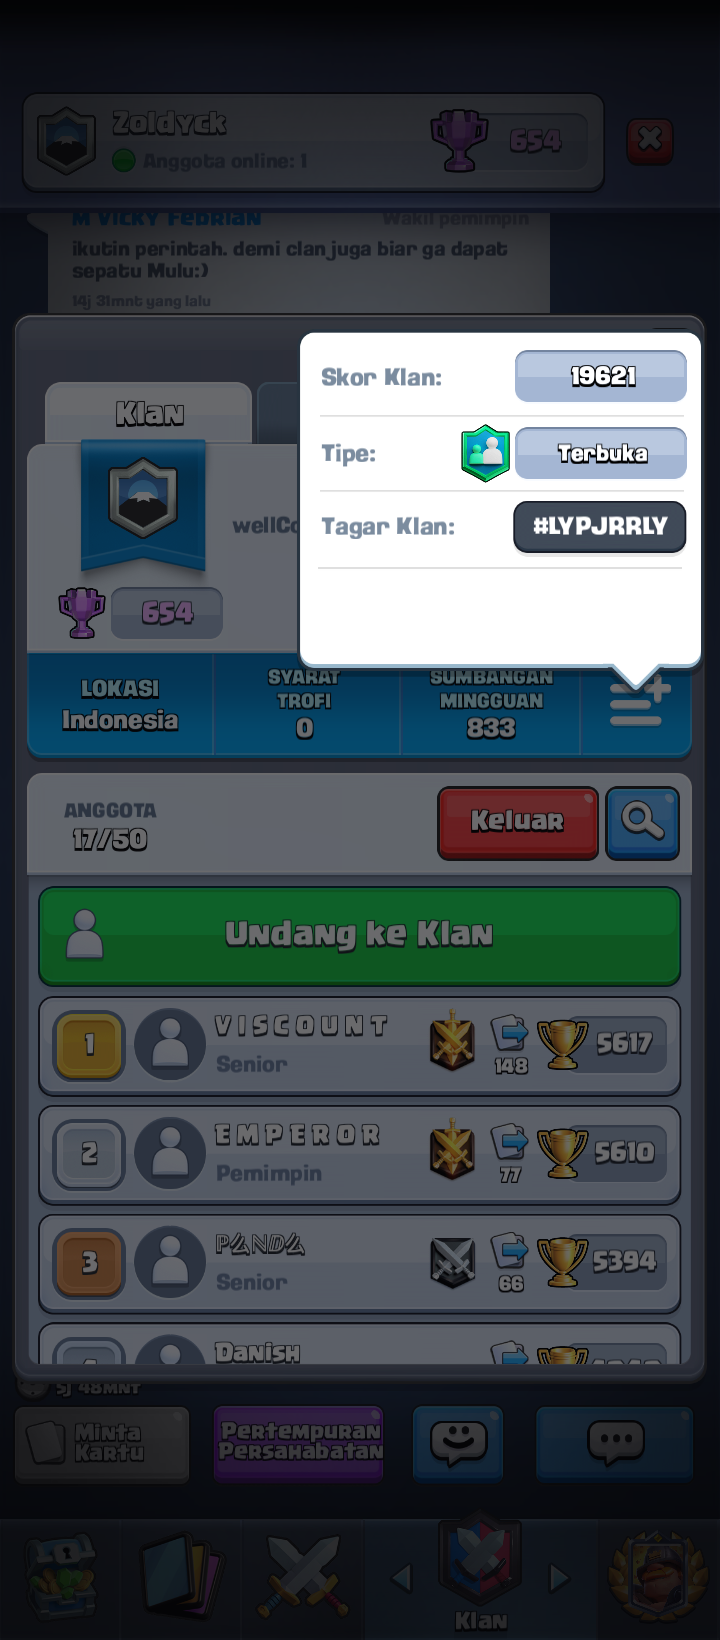 Zoldyck
654
Anggota online: 1
M VICKY FEBRIAN
Wakil pemimpin
ikutin perintah. demi clan juga biar ga dapat
sepatu Mulu:)
14j 31mnt yang lalu
Skor Klan:
19621
Tipe:
Terbuka
Tagar Klan:
#LYPJRRLY
Klan
654
LOKASI
Indonesia
SYARAT
TROFI
0
SUMBANGAN
MINGGUAN
833
ANGGOTA
17/50
Keluar
Undang ke Klan
1
VISCOUNT
Senior
148
5617
2
EMPEROR
Pemimpin
77
5610
3
PANDA
Senior
66
5394
Danish
5j 48MNT
Minta
Kartu
Pertempuran
Persahabatan
Klan